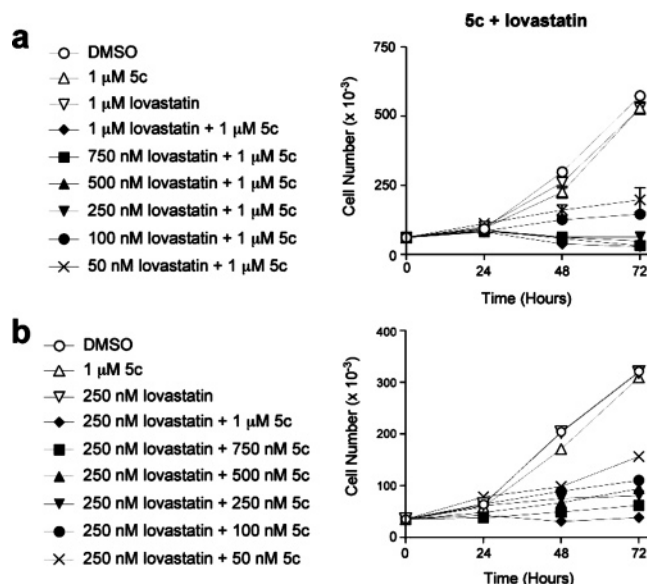 5c + lovastatin
a
DMSO
1 µM 5c
1 µM lovastatin
1 µM lovastatin + 1 µM 5c
750 nM lovastatin + 1 µM 5c
500 nM lovastatin + 1 µM 5c
250 nM lovastatin + 1 µM 5c
100 nM lovastatin + 1 µM 5c
50 nM lovastatin + 1 µM 5c
Cell Number (x 10⁻³)
750
500
250
0
0 24 48 72
Time (Hours)
b
DMSO
1 µM 5c
250 nM lovastatin
250 nM lovastatin + 1 µM 5c
250 nM lovastatin + 750 nM 5c
250 nM lovastatin + 500 nM 5c
250 nM lovastatin + 250 nM 5c
250 nM lovastatin + 100 nM 5c
250 nM lovastatin + 50 nM 5c
Cell Number (x 10⁻³)
400
300
200
100
0
0 24 48 72
Time (Hours)